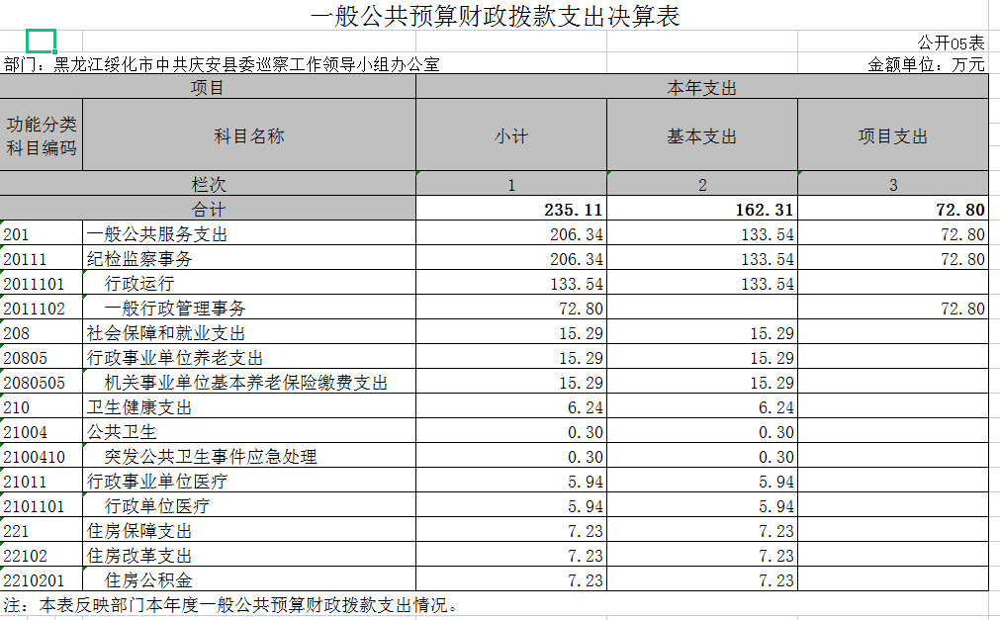 一般公共预算财政拨款支出决算表
公开05表
部门：黑龙江绥化市中共庆安县委巡察工作领导小组办公室 金额单位：万元
项目 本年支出
功能分类科目编码 科目名称 小计 基本支出 项目支出
栏次 1 2 3
合计 235.11 162.31 72.80
201 一般公共服务支出 206.34 133.54 72.80
20111 纪检监察事务 206.34 133.54 72.80
2011101 行政运行 133.54 133.54
2011102 一般行政管理事务 72.80 72.80
208 社会保障和就业支出 15.29 15.29
20805 行政事业单位养老支出 15.29 15.29
2080505 机关事业单位基本养老保险缴费支出 15.29 15.29
210 卫生健康支出 6.24 6.24
21004 公共卫生 0.30 0.30
2100410 突发公共卫生事件应急处理 0.30 0.30
21011 行政事业单位医疗 5.94 5.94
2101101 行政单位医疗 5.94 5.94
221 住房保障支出 7.23 7.23
22102 住房改革支出 7.23 7.23
2210201 住房公积金 7.23 7.23
注：本表反映部门本年度一般公共预算财政拨款支出情况。